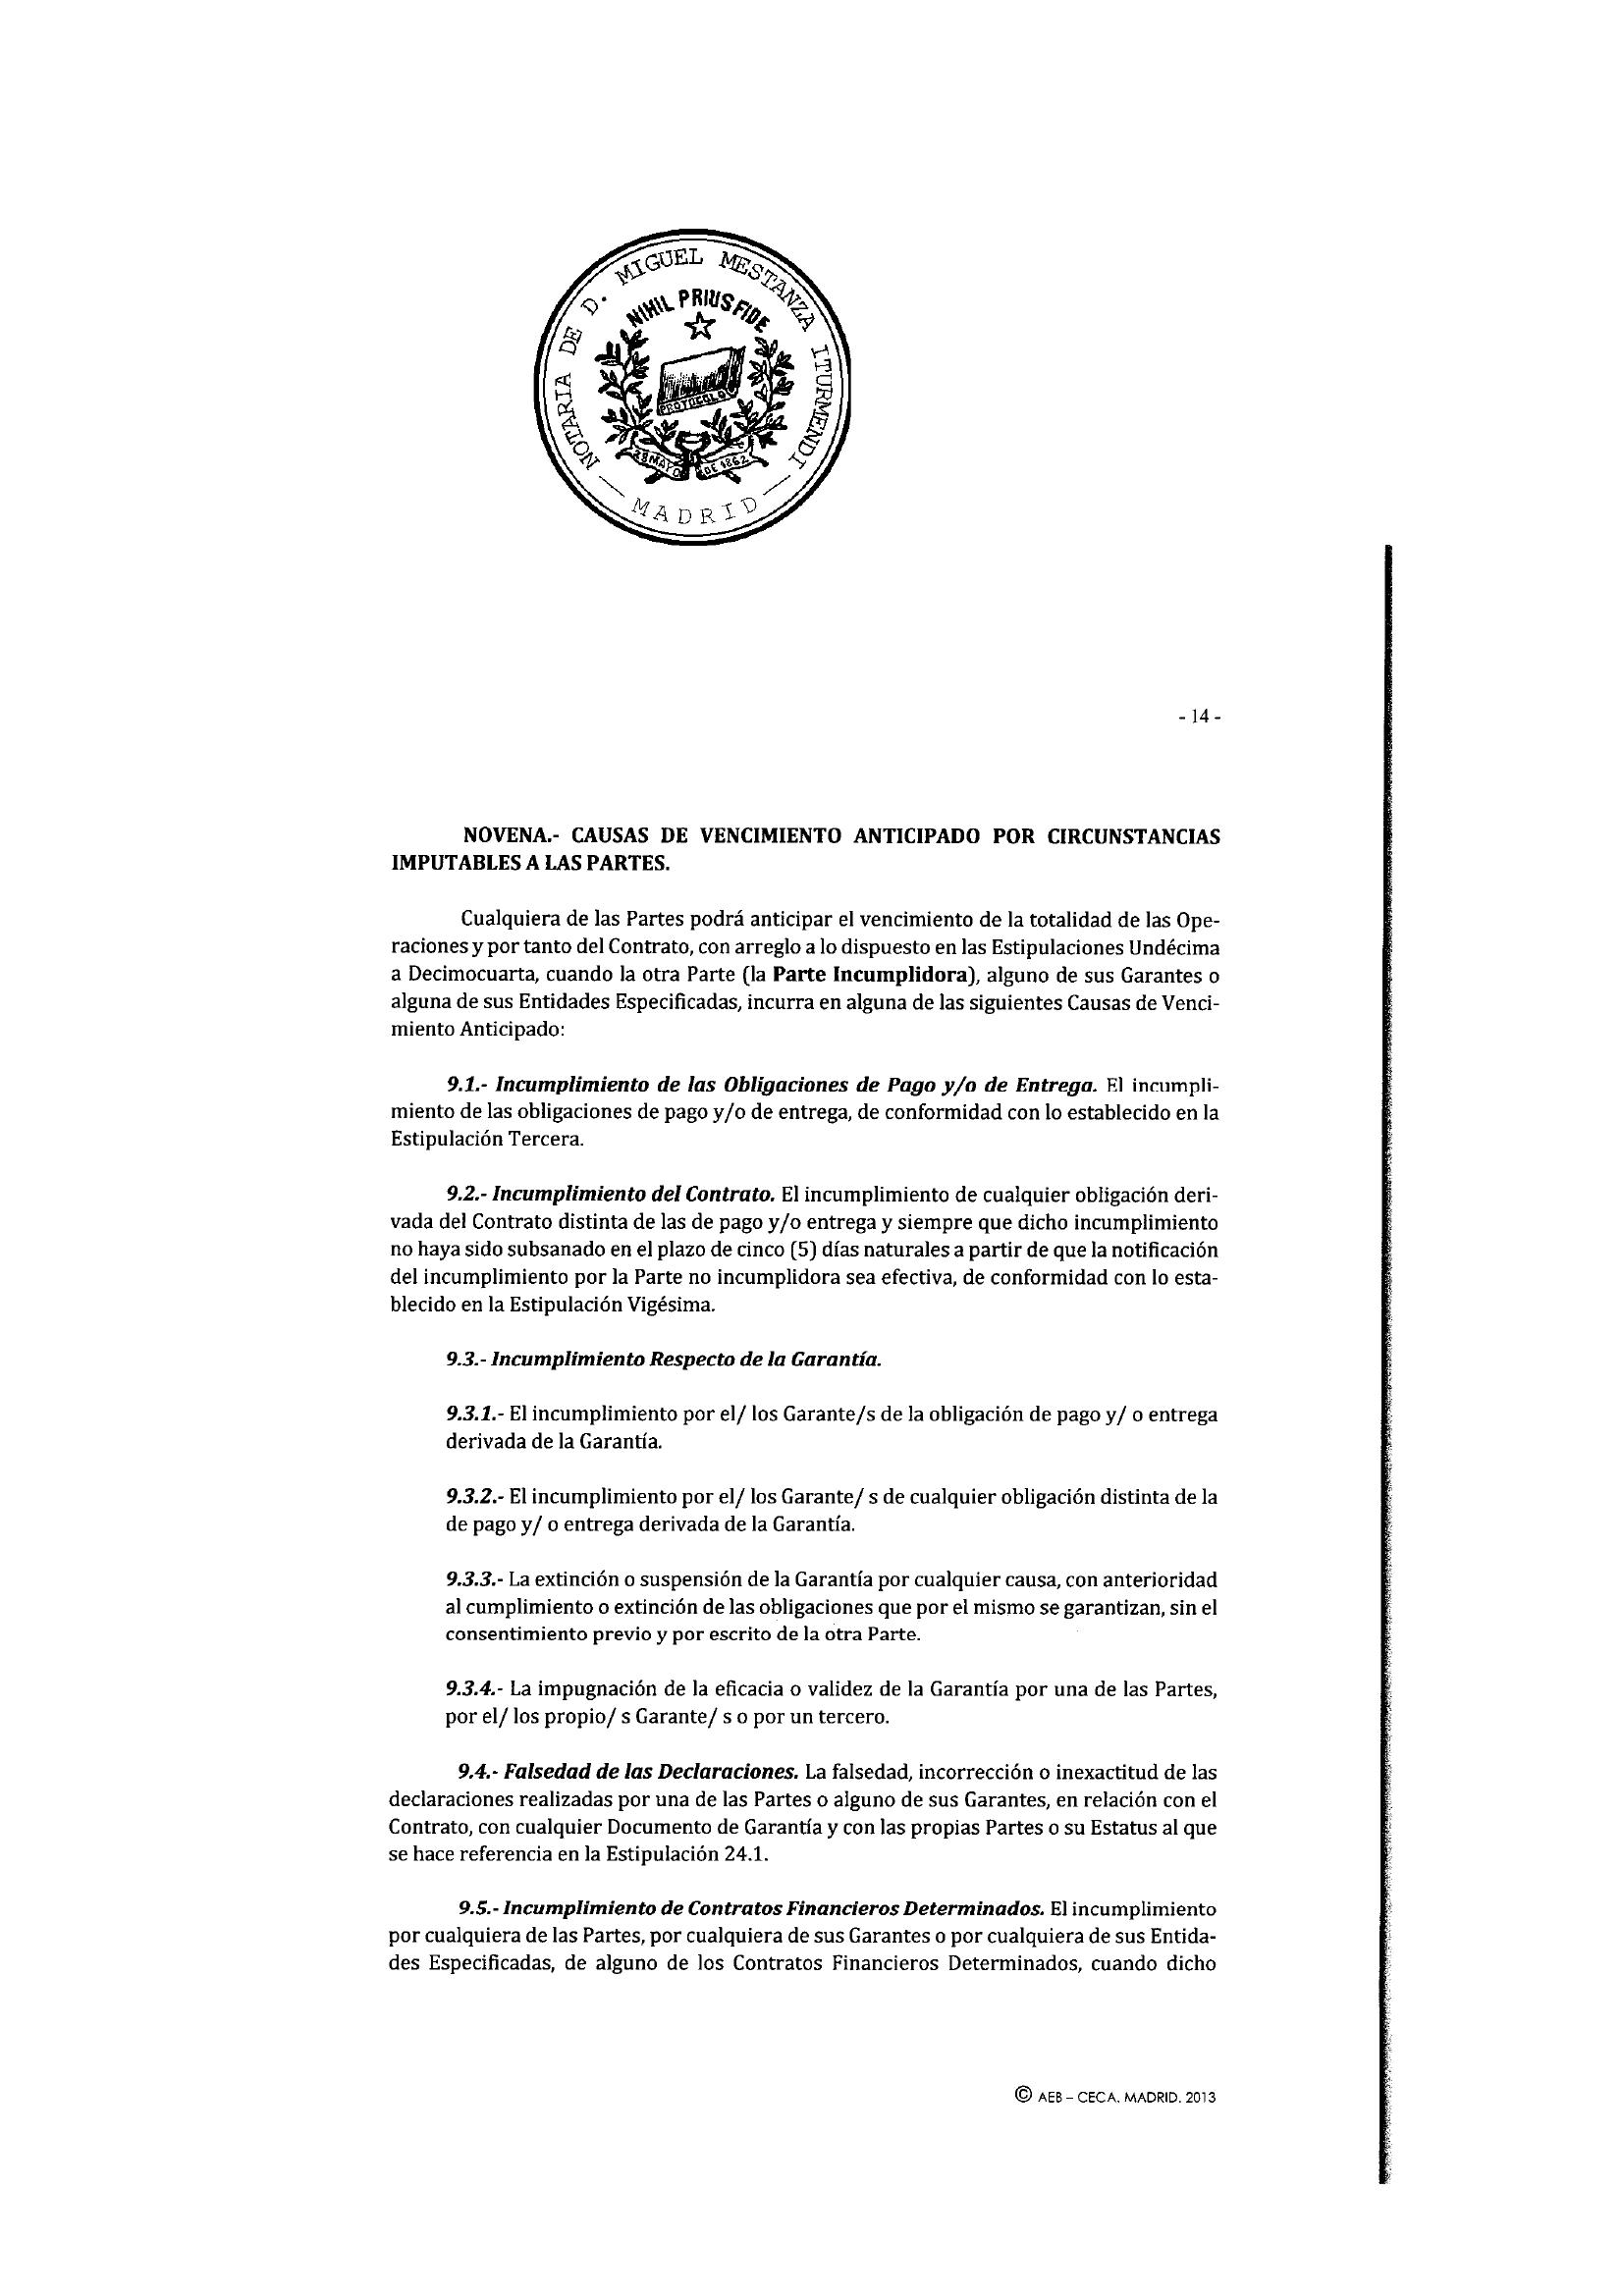 NOTARIA DE D. MIGUEL MESTANZA ITURMENDI
NIHIL PRIUS FIDE
PROTOCOLO
28 MAYO DE 1862
— MADRID —
- 14 -
NOVENA.- CAUSAS DE VENCIMIENTO ANTICIPADO POR CIRCUNSTANCIAS
IMPUTABLES A LAS PARTES.
Cualquiera de las Partes podrá anticipar el vencimiento de la totalidad de las Ope-
raciones y por tanto del Contrato, con arreglo a lo dispuesto en las Estipulaciones Undécima
a Decimocuarta, cuando la otra Parte (la Parte Incumplidora), alguno de sus Garantes o
alguna de sus Entidades Especificadas, incurra en alguna de las siguientes Causas de Venci-
miento Anticipado:
9.1.- Incumplimiento de las Obligaciones de Pago y/o de Entrega. El incumpli-
miento de las obligaciones de pago y/o de entrega, de conformidad con lo establecido en la
Estipulación Tercera.
9.2.- Incumplimiento del Contrato. El incumplimiento de cualquier obligación deri-
vada del Contrato distinta de las de pago y/o entrega y siempre que dicho incumplimiento
no haya sido subsanado en el plazo de cinco (5) días naturales a partir de que la notificación
del incumplimiento por la Parte no incumplidora sea efectiva, de conformidad con lo esta-
blecido en la Estipulación Vigésima.
9.3.- Incumplimiento Respecto de la Garantía.
9.3.1.- El incumplimiento por el/ los Garante/s de la obligación de pago y/ o entrega
derivada de la Garantía.
9.3.2.- El incumplimiento por el/ los Garante/ s de cualquier obligación distinta de la
de pago y/ o entrega derivada de la Garantía.
9.3.3.- La extinción o suspensión de la Garantía por cualquier causa, con anterioridad
al cumplimiento o extinción de las obligaciones que por el mismo se garantizan, sin el
consentimiento previo y por escrito de la otra Parte.
9.3.4.- La impugnación de la eficacia o validez de la Garantía por una de las Partes,
por el/ los propio/ s Garante/ s o por un tercero.
9.4.- Falsedad de las Declaraciones. La falsedad, incorrección o inexactitud de las
declaraciones realizadas por una de las Partes o alguno de sus Garantes, en relación con el
Contrato, con cualquier Documento de Garantía y con las propias Partes o su Estatus al que
se hace referencia en la Estipulación 24.1.
9.5.- Incumplimiento de Contratos Financieros Determinados. El incumplimiento
por cualquiera de las Partes, por cualquiera de sus Garantes o por cualquiera de sus Entida-
des Especificadas, de alguno de los Contratos Financieros Determinados, cuando dicho
© AEB – CECA. MADRID. 2013